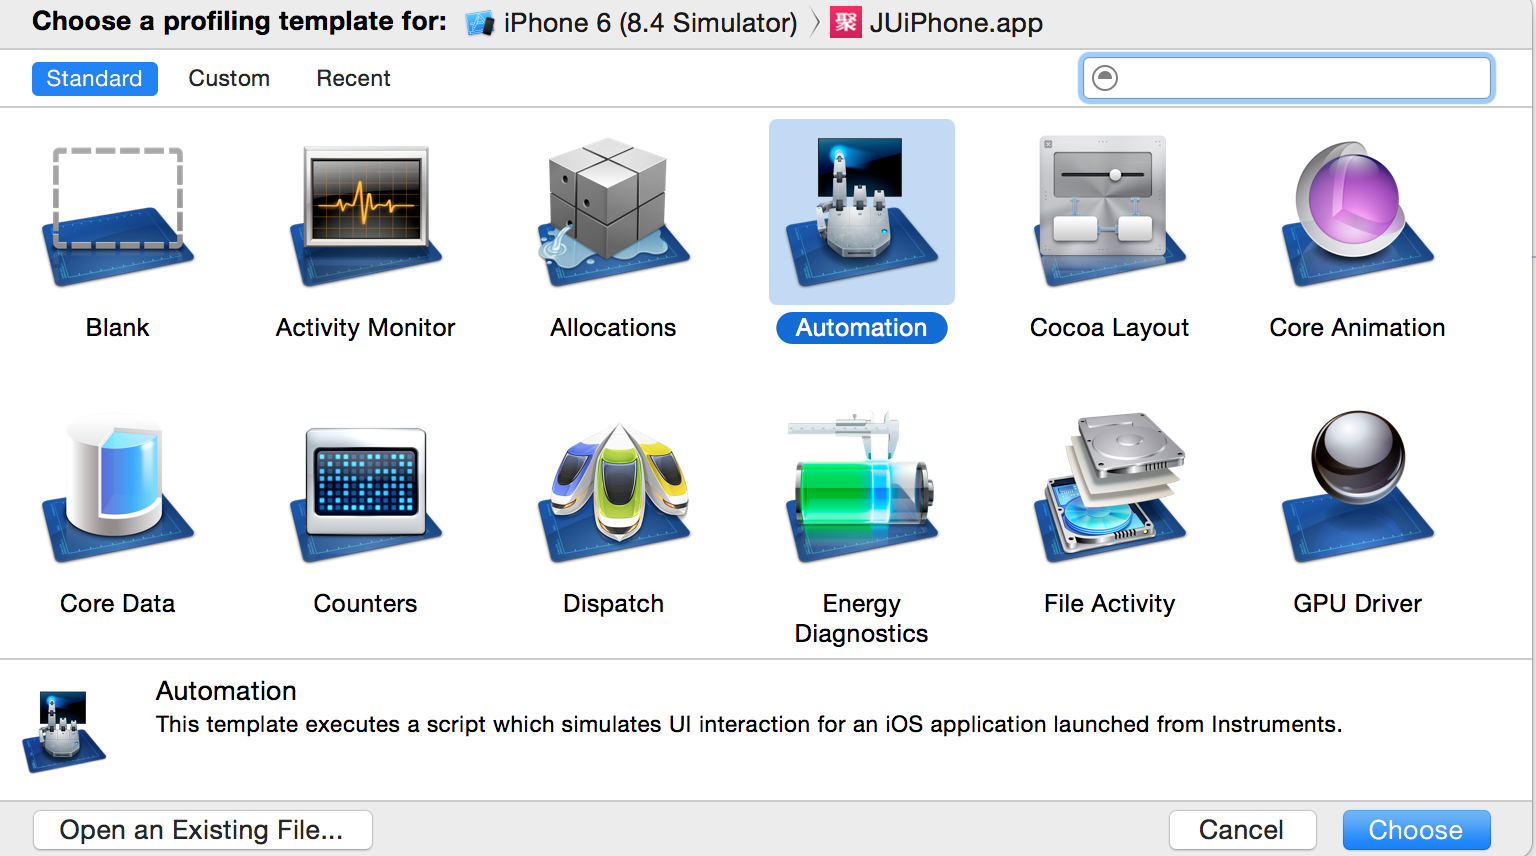 Choose a profiling template for: iPhone 6 (8.4 Simulator) 聚 JUiPhone.app
Standard Custom Recent
Blank Activity Monitor Allocations Automation Cocoa Layout Core Animation
Core Data Counters Dispatch Energy Diagnostics File Activity GPU Driver
Automation
This template executes a script which simulates UI interaction for an iOS application launched from Instruments.
Open an Existing File... Cancel Choose